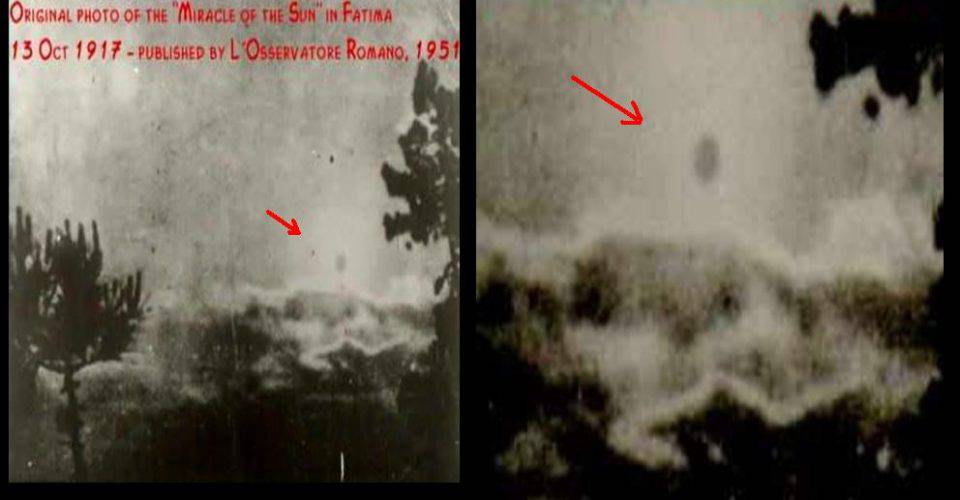 Original photo of the "Miracle of the Sun" in Fatima
13 Oct 1917 - published by L'Osservatore Romano, 1951